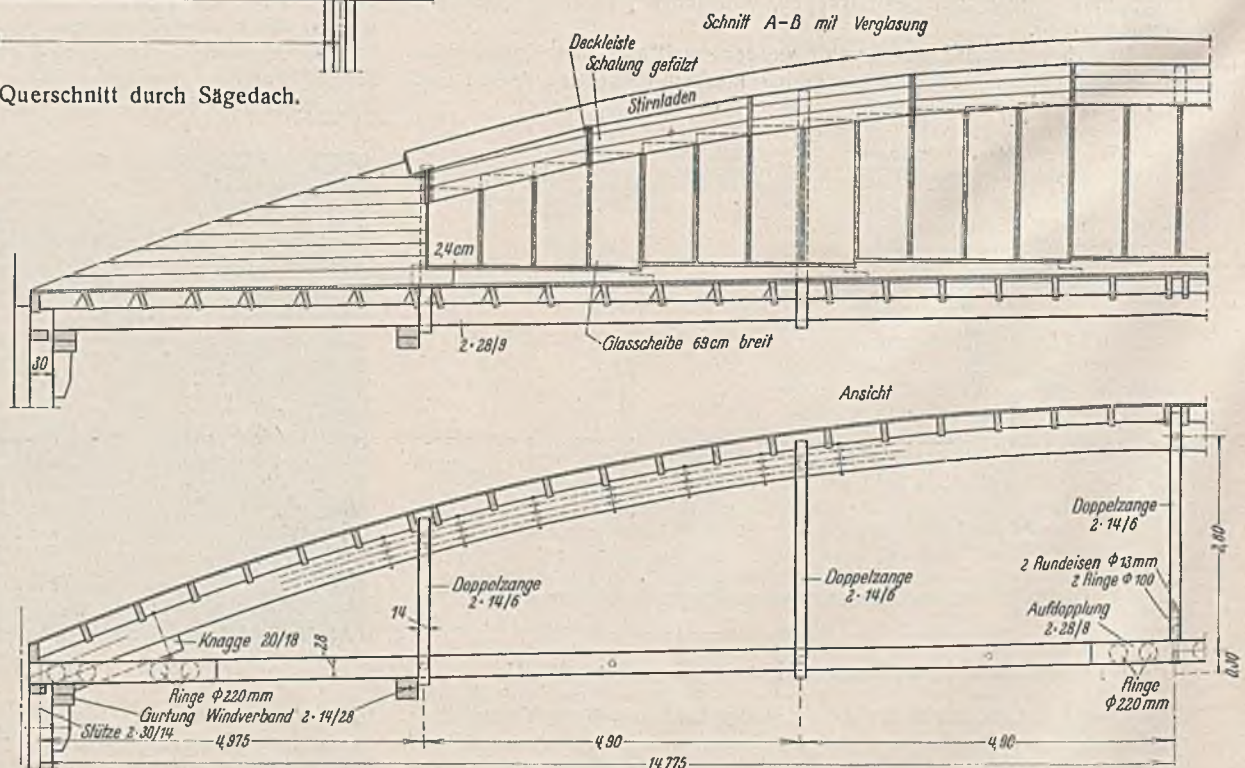 Schnitt A-B mit Verglasung
Deckleiste
Schalung gefälzt
Stirnladen
Querschnitt durch Sägedach.
2,4cm
30
2·28/9
Glasscheibe 69cm breit
Ansicht
Doppelzange
2·14/6
2,80
2 Rundeisen Φ13mm
2 Ringe Φ100
Doppelzange
2·14/6
Doppelzange
2·14/6
14
Aufdopplung
2·28/8
Knagge 20/18
28
0,30
Ringe Φ220mm
Gurtung Windverband 2·14/28
Ringe
Φ220mm
Stütze 2·30/14
4,975
4,90
4,90
14,775